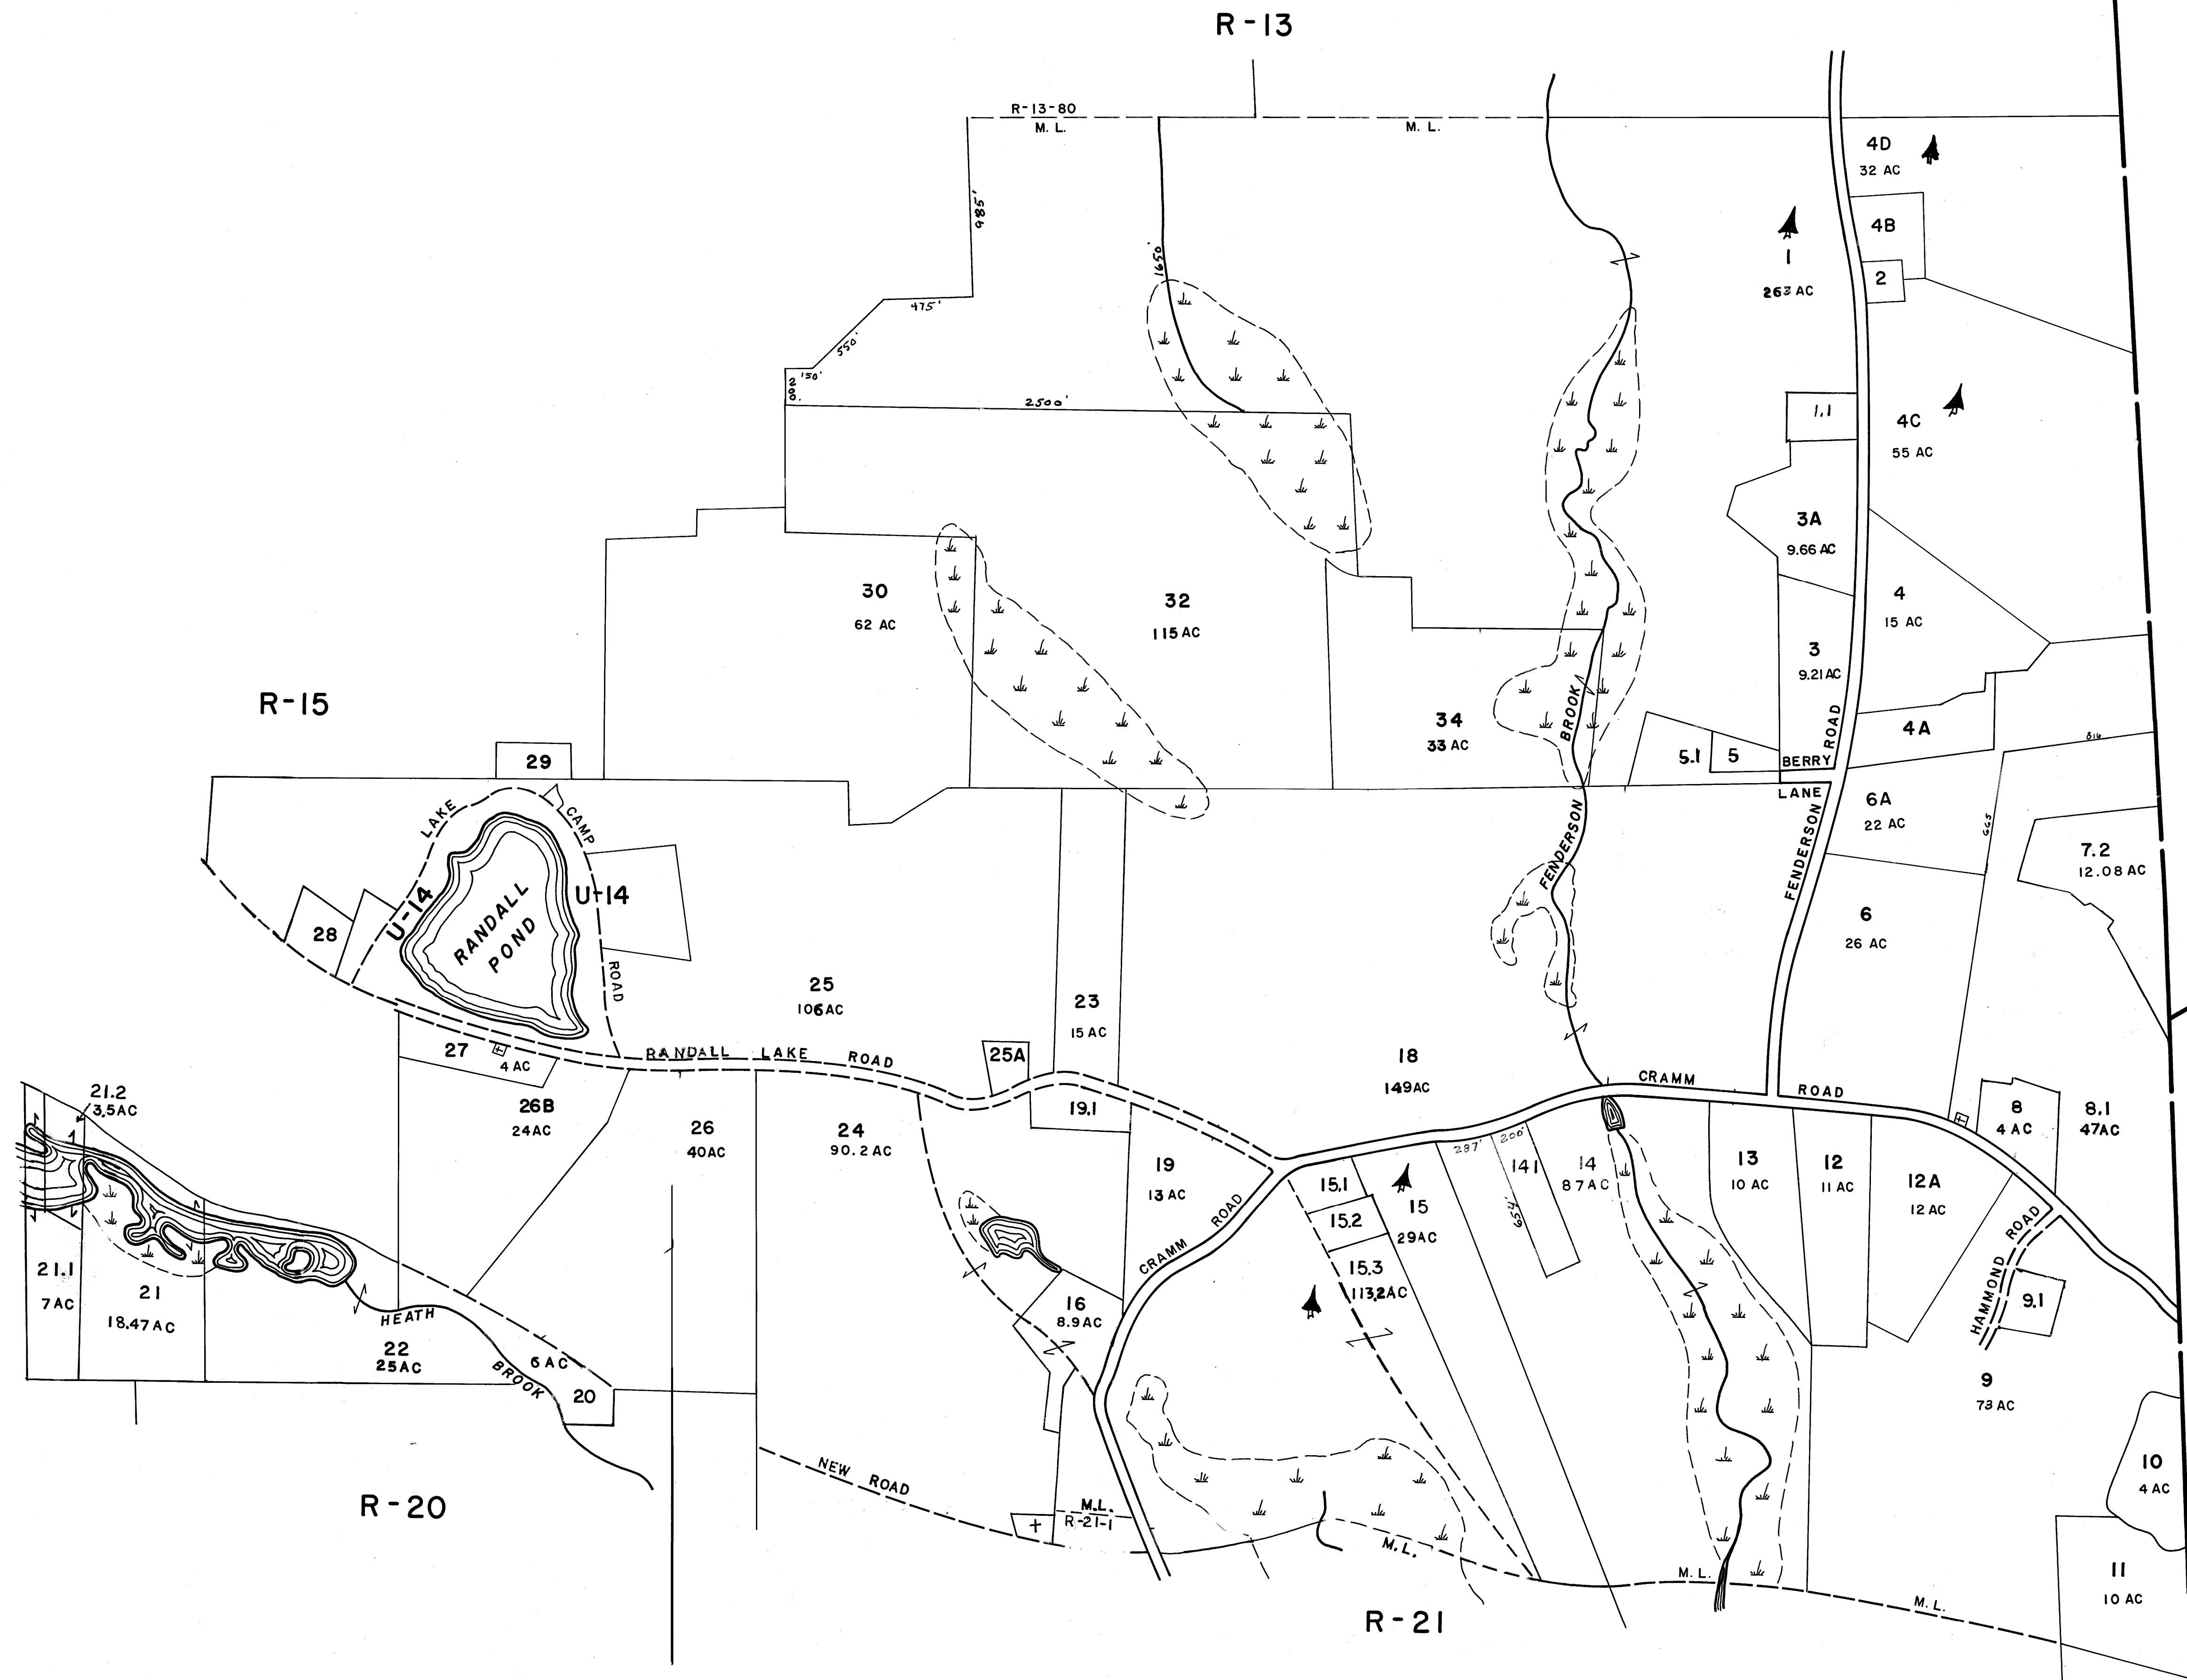 R-13
R-13-80
M. L.
M. L.
985'
1650'
475'
550'
150'
200'
2500'
4D
32 AC
4B
2
1
263 AC
1.1
4C
55 AC
3A
9.66 AC
4
15 AC
3
9.21 AC
4A
30
62 AC
32
115 AC
34
33 AC
R-15
29
5.1
5
BERRY
LANE
FENDERSON
ROAD
FENDERSON
BROOK
816
665
6A
22 AC
7.2
12.08 AC
6
26 AC
LAKE
CAMP
ROAD
U-14
U-14
RANDALL
POND
28
25
106 AC
23
15 AC
27
4 AC
RANDALL LAKE ROAD
25A
18
149 AC
CRAMM
ROAD
21.2
3.5 AC
26B
24 AC
26
40 AC
24
90.2 AC
19.1
19
13 AC
CRAMM
ROAD
15.1
15.2
15.3
113.2 AC
15
29 AC
287'
200'
14.1
659.4'
14
87 AC
13
10 AC
12
11 AC
12A
12 AC
8
4 AC
8.1
47 AC
HAMMOND ROAD
9.1
9
73 AC
10
4 AC
11
10 AC
21.1
7 AC
21
18.47 AC
22
25 AC
HEATH
BROOK
6 AC
20
16
8.9 AC
NEW ROAD
M.L.
R-21-1
M. L.
M. L.
M. L.
R-20
R-21